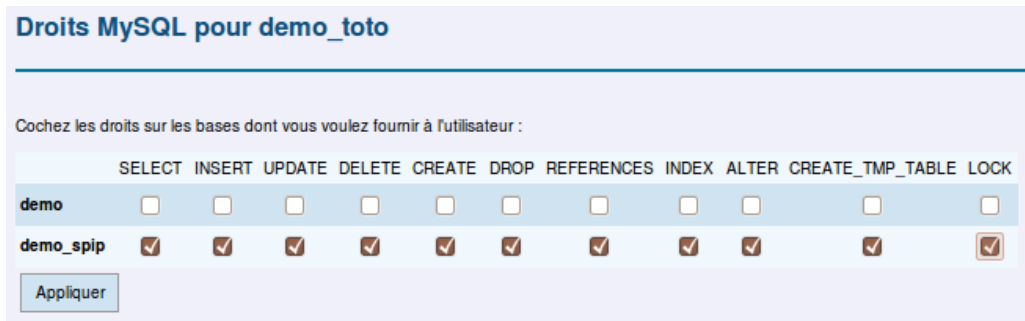 Droits MySQL pour demo_toto
Cochez les droits sur les bases dont vous voulez fournir à l'utilisateur :
SELECT INSERT UPDATE DELETE CREATE DROP REFERENCES INDEX ALTER CREATE_TMP_TABLE LOCK
demo
demo_spip
Appliquer